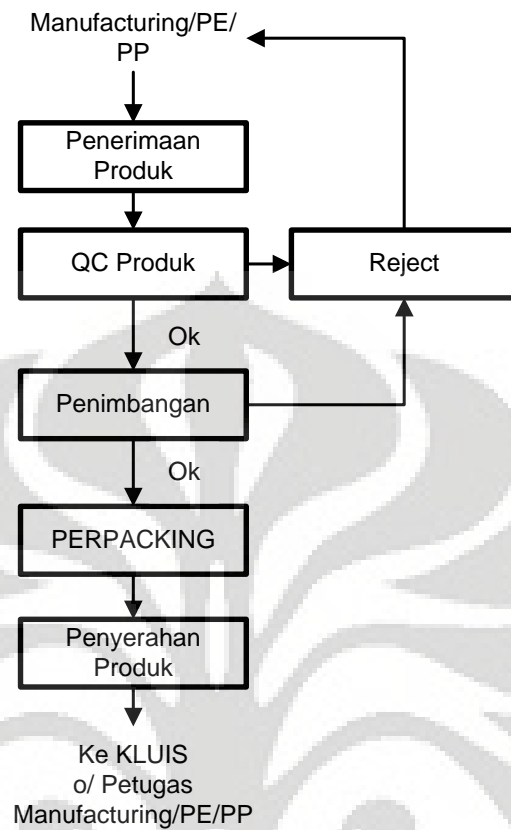 Manufacturing/PE/
PP
Penerimaan
Produk
QC Produk
Reject
Ok
Penimbangan
Ok
PERPACKING
Penyerahan
Produk
Ke KLUIS
o/ Petugas
Manufacturing/PE/PP